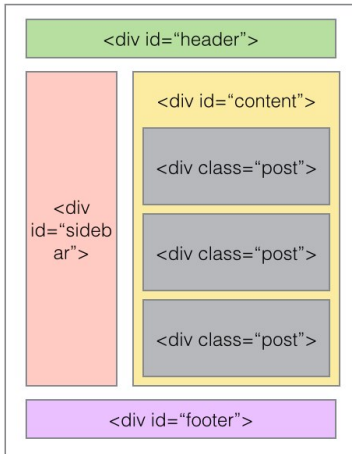 <div id=“header”>
<div
id=“sideb
ar”>
<div id=“content”>
<div class=“post”>
<div class=“post”>
<div class=“post”>
<div id=“footer”>